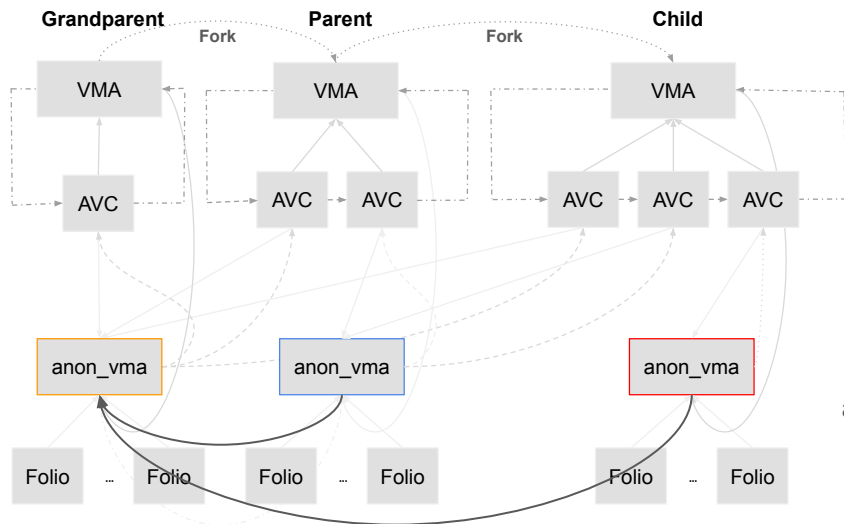 Grandparent Parent Child
Fork Fork
VMA VMA VMA
AVC AVC AVC AVC AVC AVC
anon_vma anon_vma anon_vma
Folio ... Folio Folio ... Folio Folio ... Folio